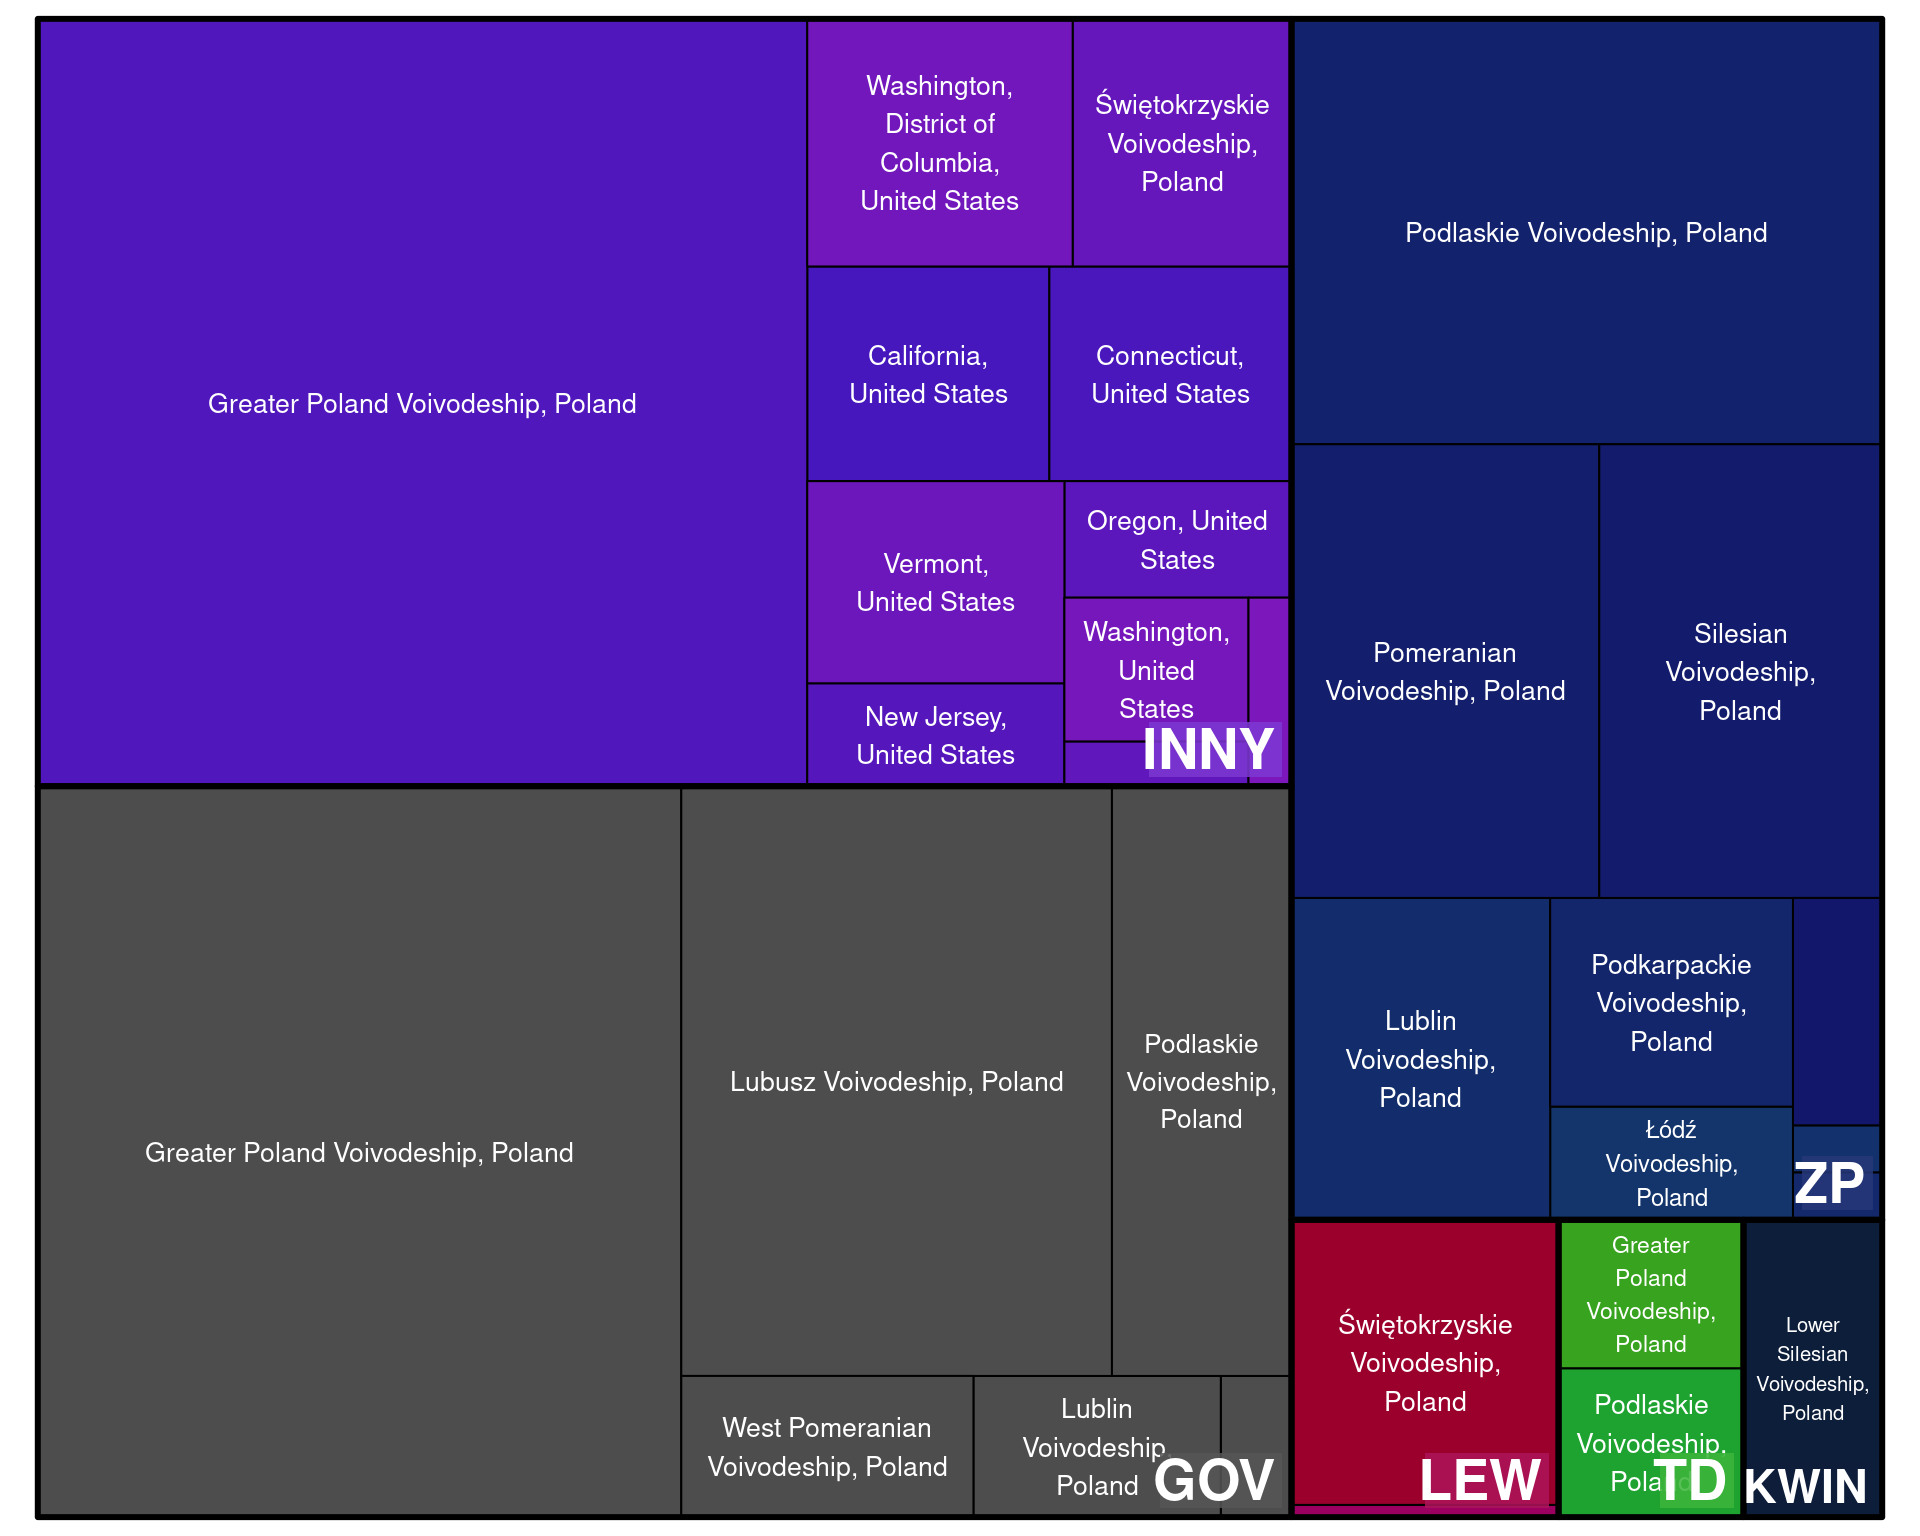 Greater Poland Voivodeship, Poland
Washington,
District of
Columbia,
United States
Świętokrzyskie
Voivodeship,
Poland
California,
United States
Connecticut,
United States
Vermont,
United States
Oregon, United
States
Washington,
United
States
New Jersey,
United States
INNY
Greater Poland Voivodeship, Poland
Lubusz Voivodeship, Poland
Podlaskie
Voivodeship,
Poland
West Pomeranian
Voivodeship, Poland
Lublin
Voivodeship,
Poland
GOV
Podlaskie Voivodeship, Poland
Pomeranian
Voivodeship, Poland
Silesian
Voivodeship,
Poland
Lublin
Voivodeship,
Poland
Podkarpackie
Voivodeship,
Poland
Łódź
Voivodeship,
Poland
ZP
Świętokrzyskie
Voivodeship,
Poland
LEW
Greater
Poland
Voivodeship,
Poland
Podlaskie
Voivodeship,
Poland
TD
Lower
Silesian
Voivodeship,
Poland
KWIN